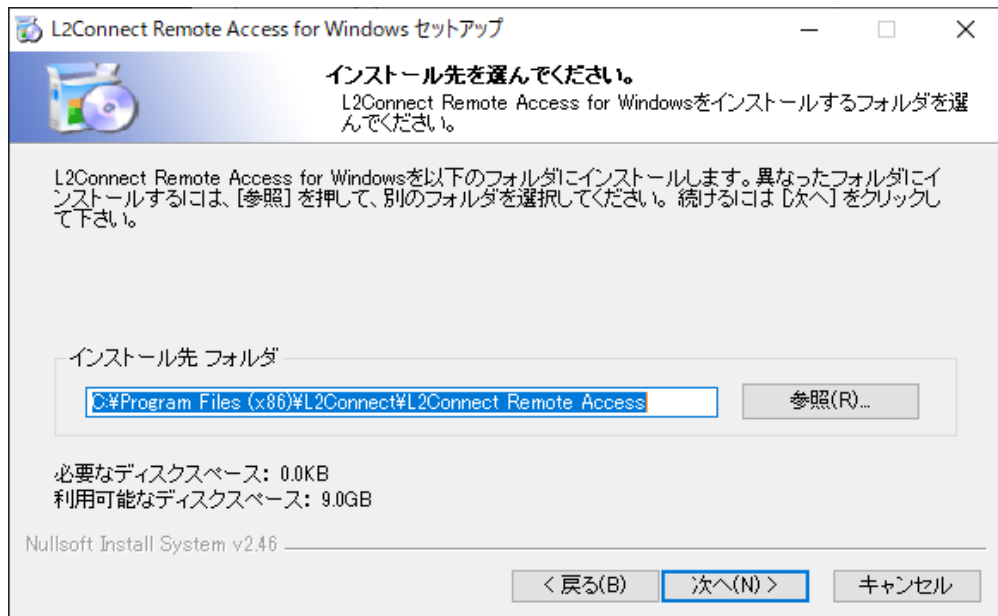 L2Connect Remote Access for Windows セットアップ
インストール先を選んでください。
L2Connect Remote Access for Windowsをインストールするフォルダを選
んでください。
L2Connect Remote Access for Windowsを以下のフォルダにインストールします。異なったフォルダにイ
ンストールするには、[参照] を押して、別のフォルダを選択してください。 続けるには [次へ] をクリックし
て下さい。
インストール先 フォルダ
C:¥Program Files (x86)¥L2Connect¥L2Connect Remote Access
参照(R)...
必要なディスクスペース: 0.0KB
利用可能なディスクスペース: 9.0GB
Nullsoft Install System v2.46
< 戻る(B)
次へ(N) >
キャンセル